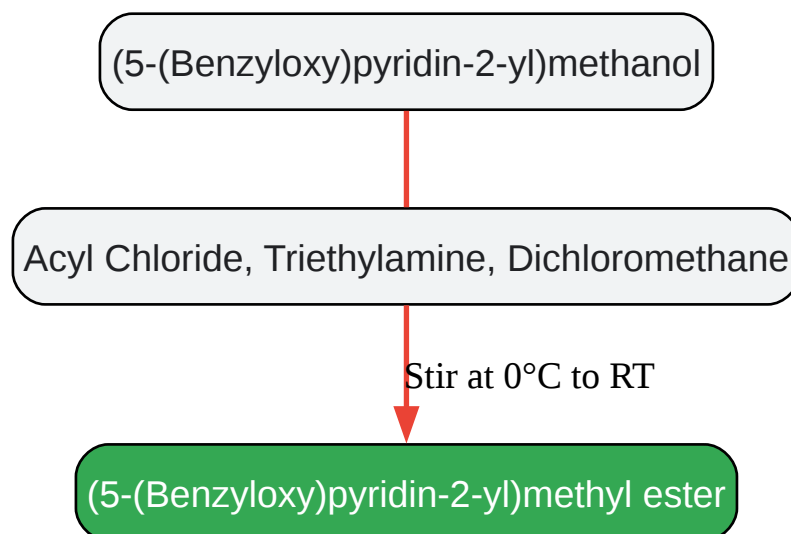 (5-(Benzyloxy)pyridin-2-yl)methanol
Acyl Chloride, Triethylamine, Dichloromethane
Stir at 0°C to RT
(5-(Benzyloxy)pyridin-2-yl)methyl ester